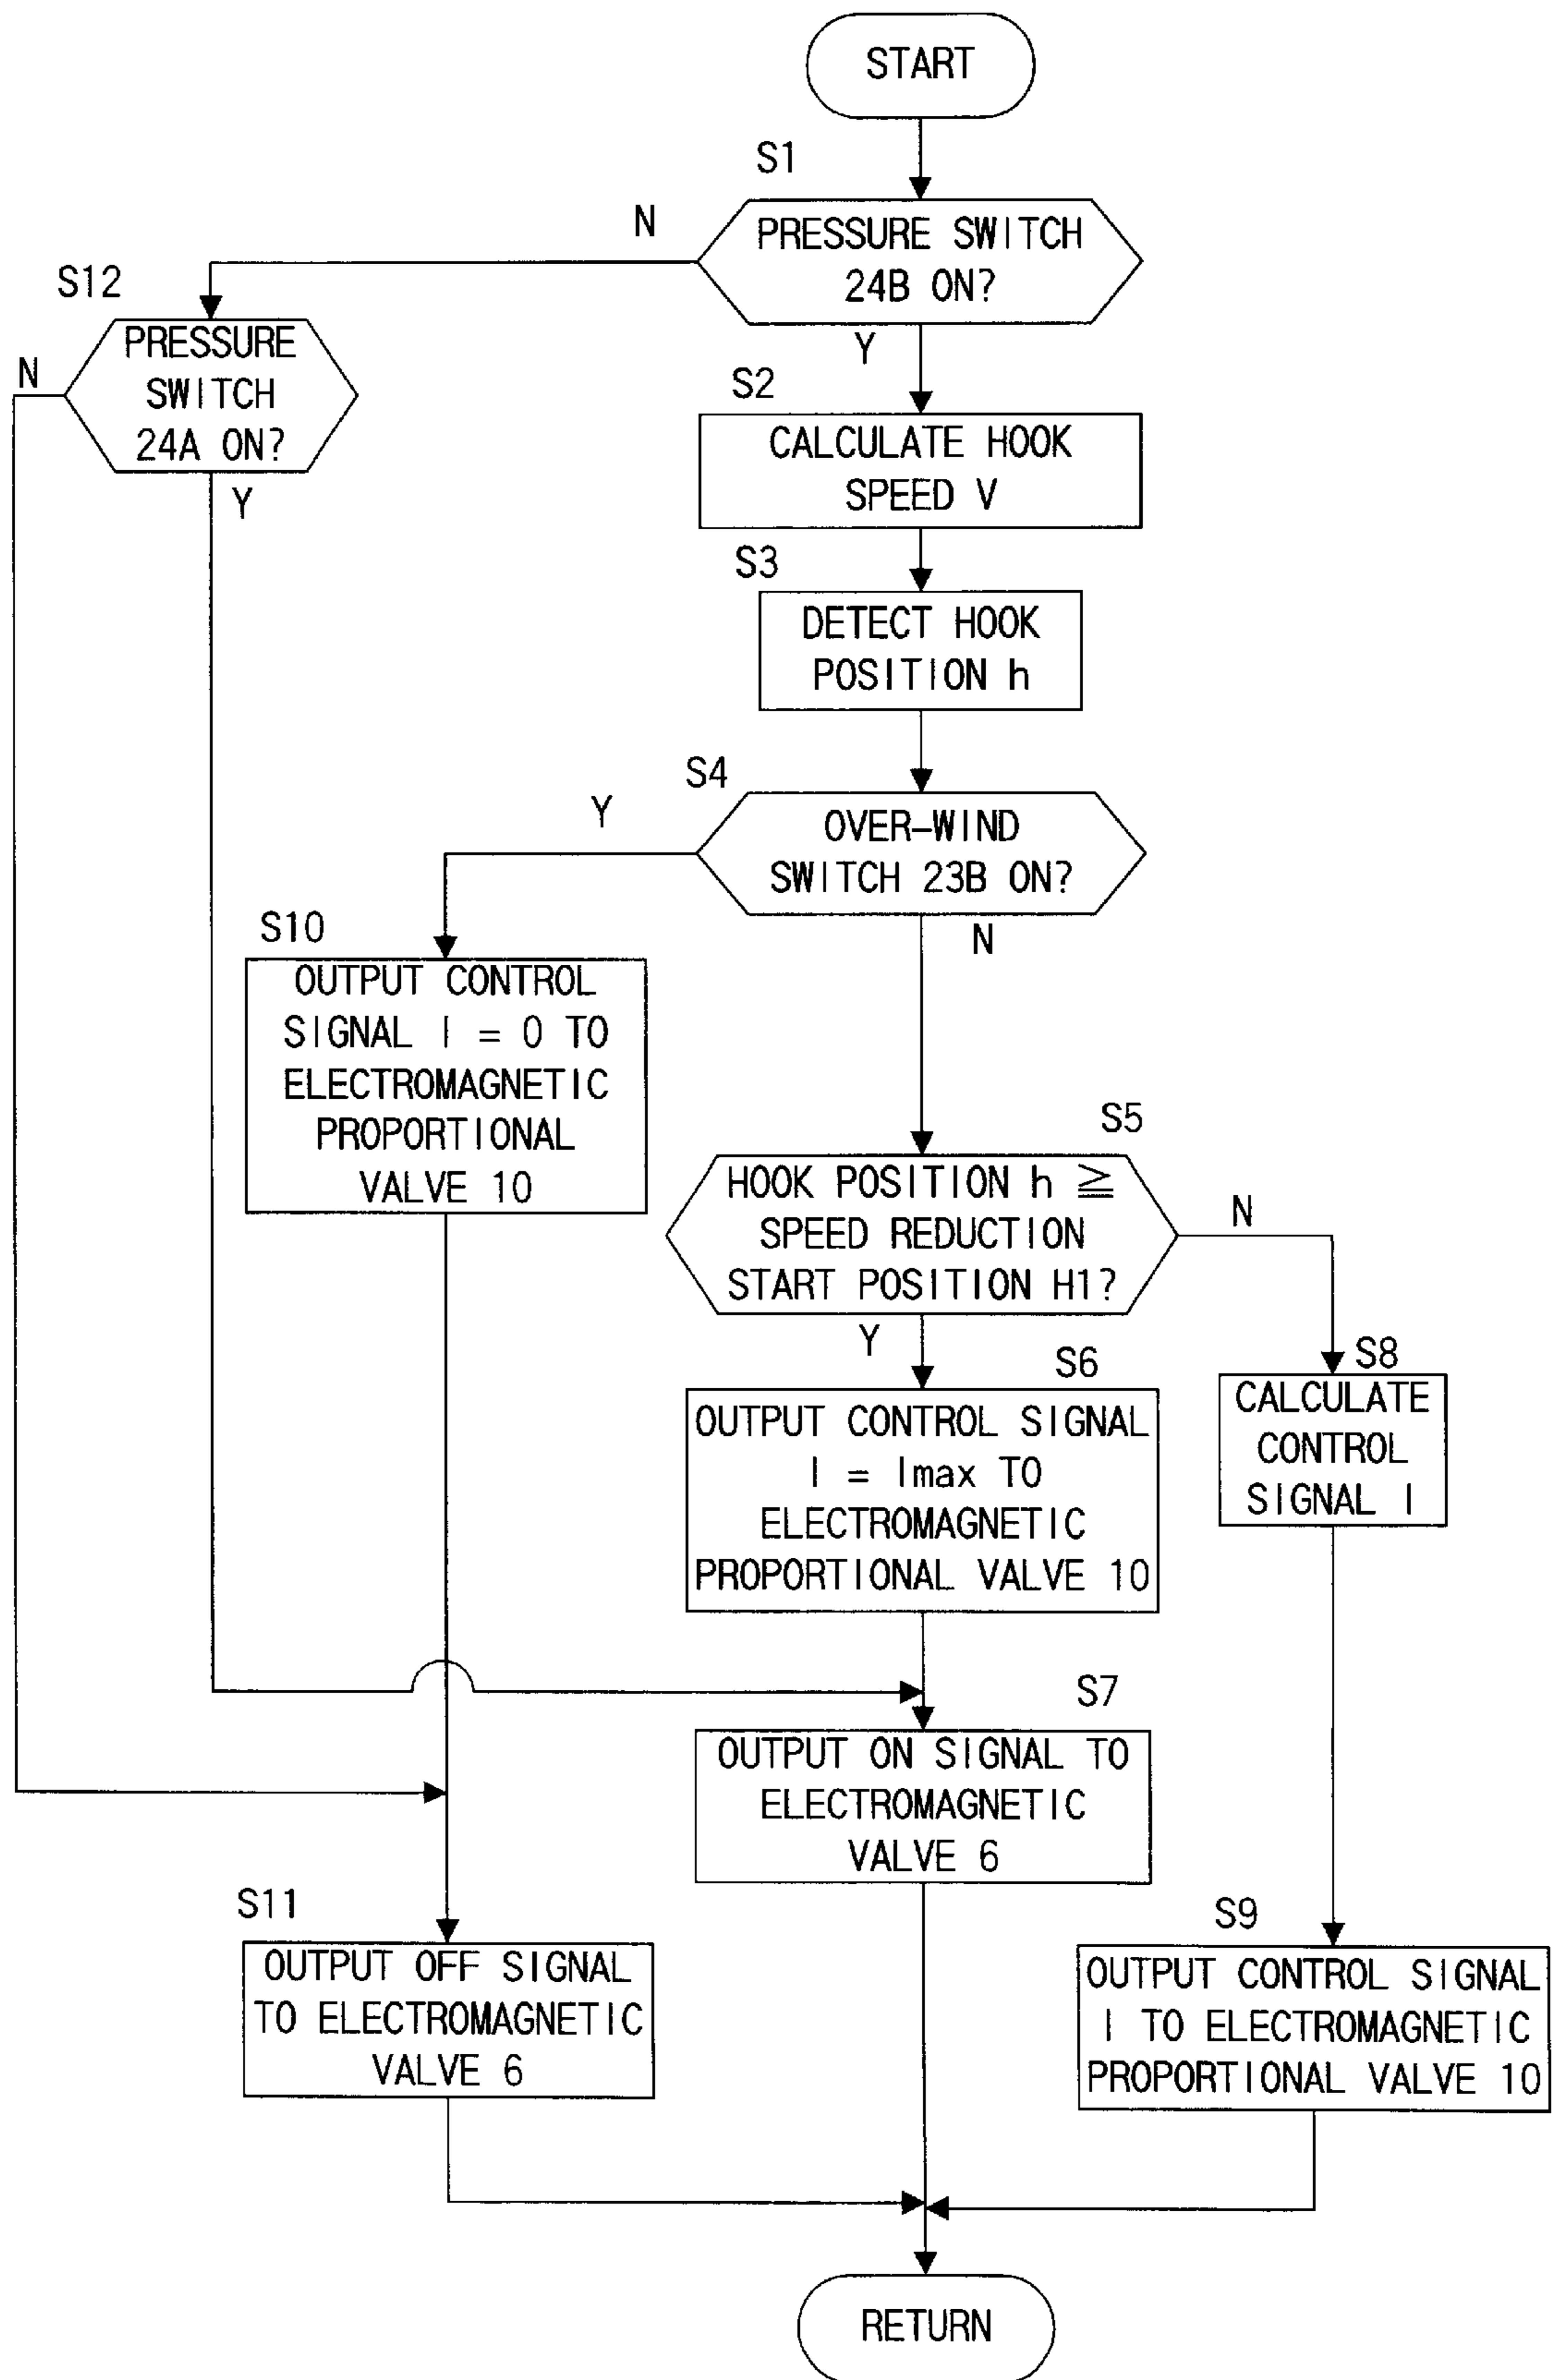 START
S1
N
PRESSURE SWITCH
24B ON?
S12
PRESSURE
SWITCH
24A ON?
N
Y
Y
S2
CALCULATE HOOK
SPEED V
S3
DETECT HOOK
POSITION h
S4
Y
OVER-WIND
SWITCH 23B ON?
N
S10
OUTPUT CONTROL
SIGNAL I = 0 TO
ELECTROMAGNETIC
PROPORTIONAL
VALVE 10
S5
HOOK POSITION h ≧
SPEED REDUCTION
START POSITION H1?
N
Y
S6
OUTPUT CONTROL SIGNAL
I = Imax TO
ELECTROMAGNETIC
PROPORTIONAL VALVE 10
S8
CALCULATE
CONTROL
SIGNAL I
S7
OUTPUT ON SIGNAL TO
ELECTROMAGNETIC
VALVE 6
S11
OUTPUT OFF SIGNAL
TO ELECTROMAGNETIC
VALVE 6
S9
OUTPUT CONTROL SIGNAL
I TO ELECTROMAGNETIC
PROPORTIONAL VALVE 10
RETURN